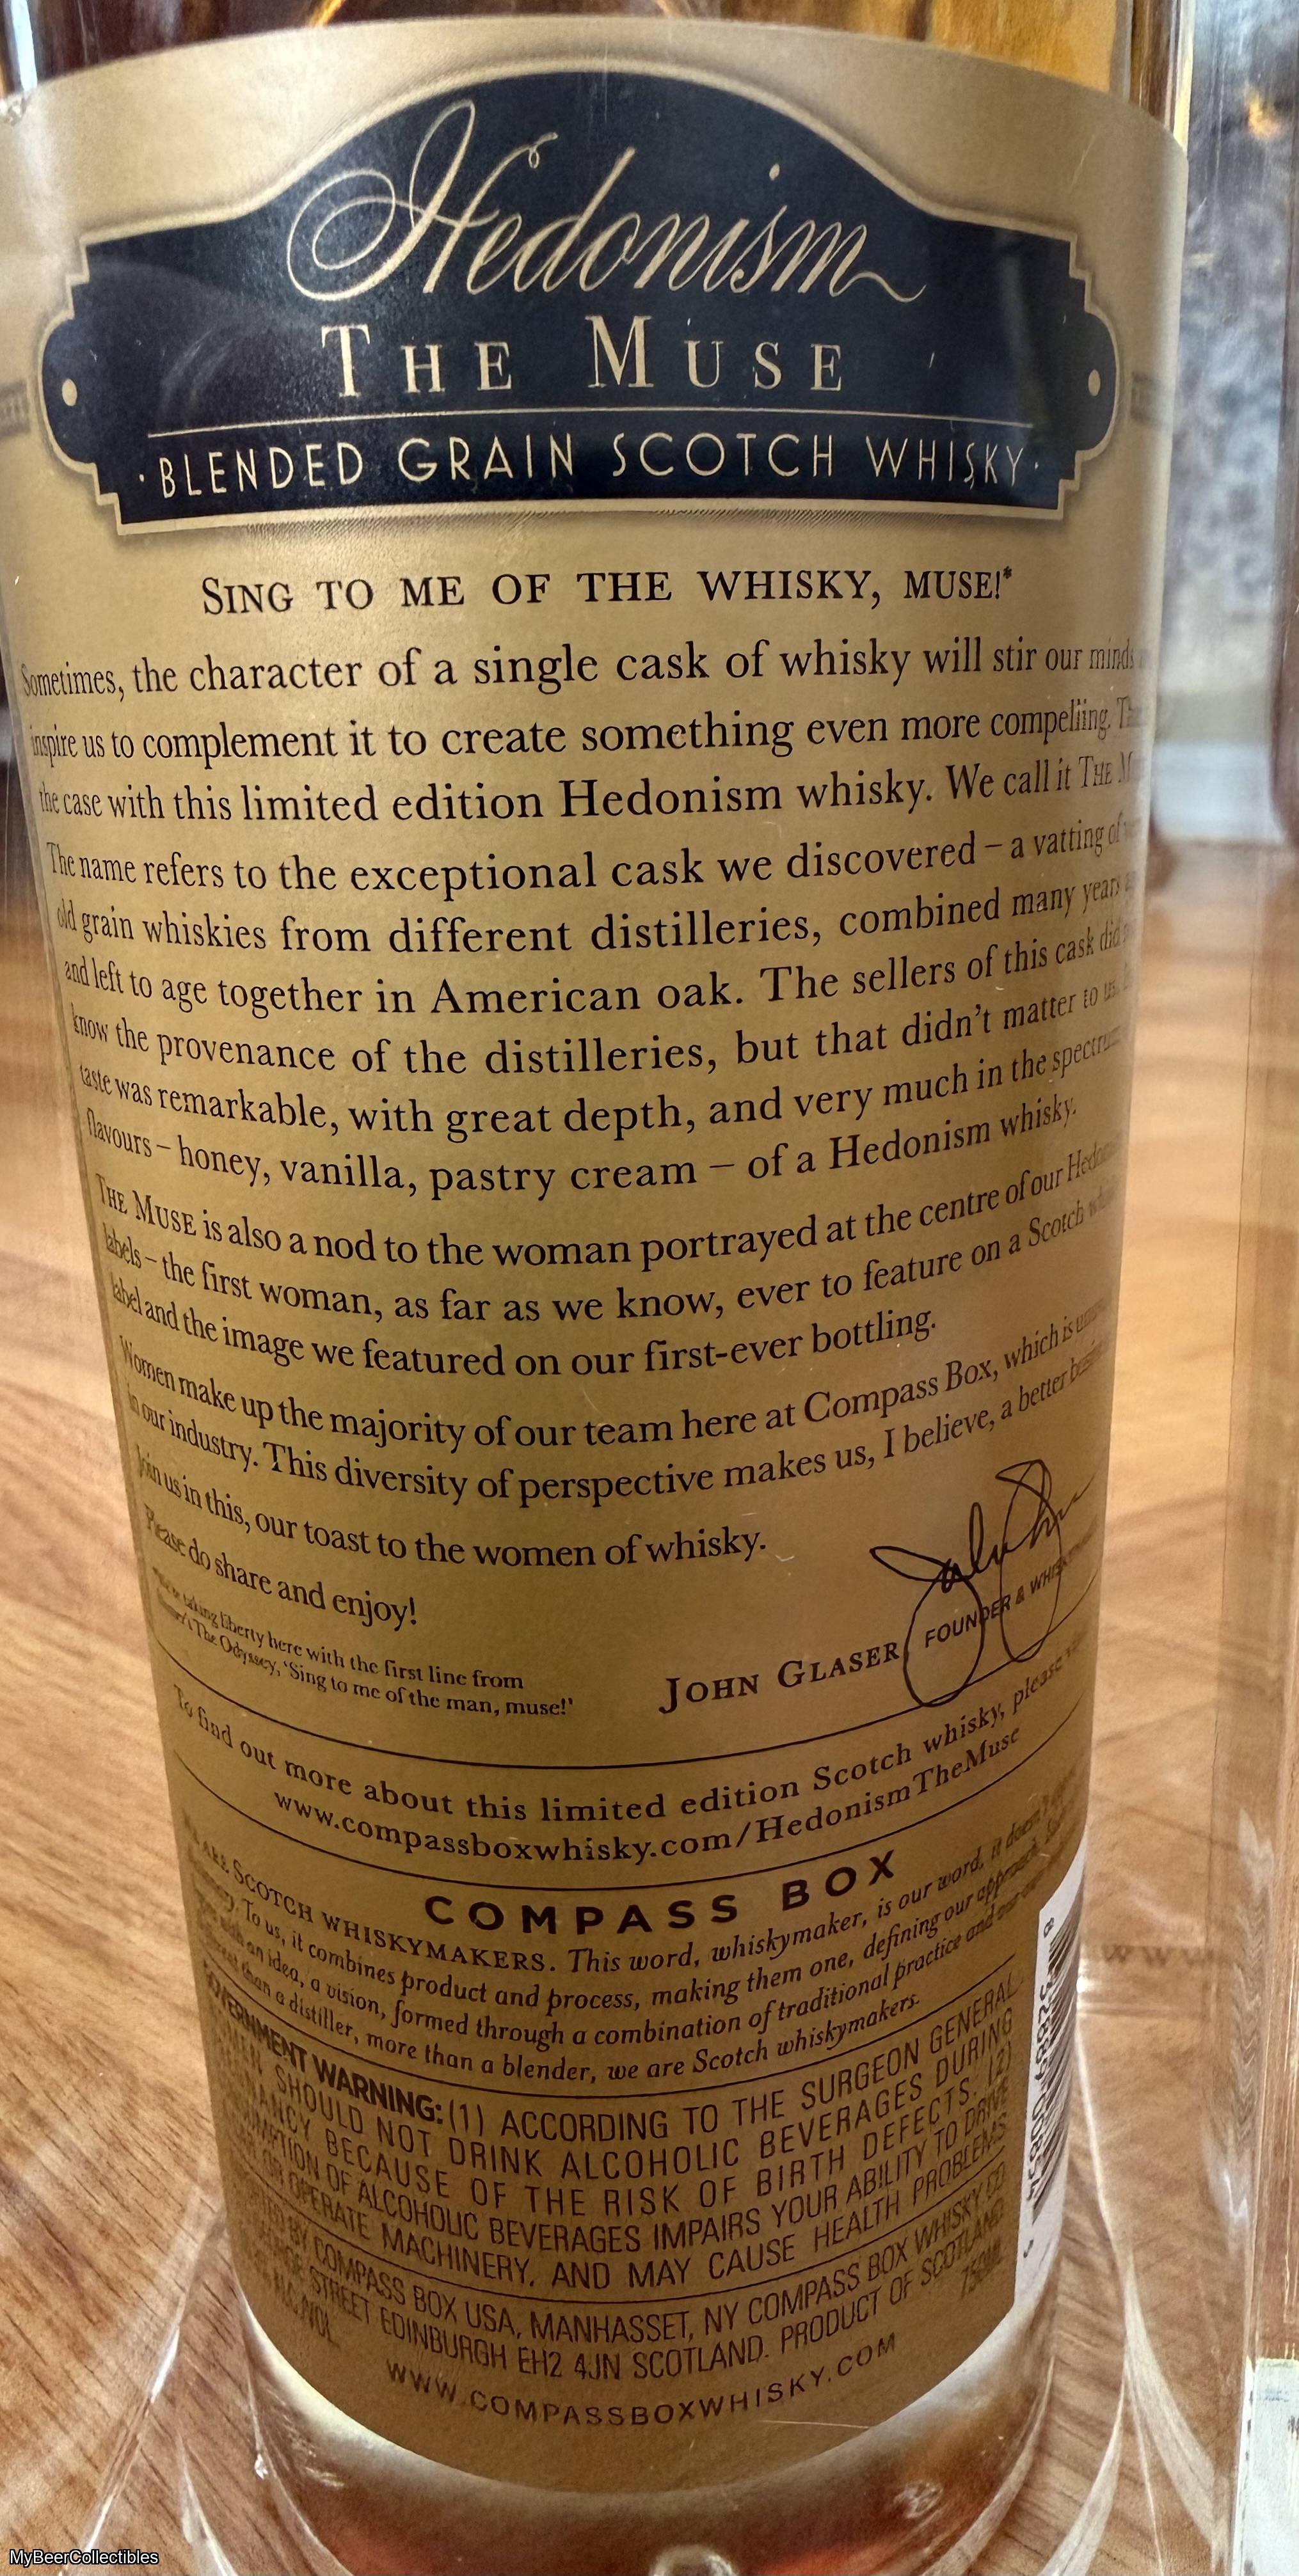 Hedonism
THE MUSE
·BLENDED GRAIN SCOTCH WHISKY·
SING TO ME OF THE WHISKY, MUSE!*
Sometimes, the character of a single cask of whisky will stir our minds
inspire us to complement it to create something even more compelling.
the case with this limited edition Hedonism whisky. We call it THE
The name refers to the exceptional cask we discovered – a vatting of
old grain whiskies from different distilleries, combined many years
and left to age together in American oak. The sellers of this cask did
know the provenance of the distilleries, but that didn't matter to us.
taste was remarkable, with great depth, and very much in the spectrum
flavours – honey, vanilla, pastry cream – of a Hedonism whisky.
THE MUSE is also a nod to the woman portrayed at the centre of our
labels – the first woman, as far as we know, ever to feature on a Scotch
label and the image we featured on our first-ever bottling.
Women make up the majority of our team here at Compass Box, which is
in our industry. This diversity of perspective makes us, I believe, a better
Join us in this, our toast to the women of whisky.
Please do share and enjoy!
taking liberty here with the first line from
'The Odyssey, 'Sing to me of the man, muse!'
JOHN GLASER, FOUNDER &
To find out more about this limited edition Scotch whisky, please
www.compassboxwhisky.com/HedonismTheMuse
COMPASS BOX
ARE SCOTCH WHISKYMAKERS. This word, whiskymaker, is our word, it doesn't
To us, it combines product and process, making them one, defining our approach.
with an idea, a vision, formed through a combination of traditional practice and our
than a distiller, more than a blender, we are Scotch whiskymakers.
GOVERNMENT WARNING: (1) ACCORDING TO THE SURGEON GENERAL,
SHOULD NOT DRINK ALCOHOLIC BEVERAGES DURING
BECAUSE OF THE RISK OF BIRTH DEFECTS. (2)
OF ALCOHOLIC BEVERAGES IMPAIRS YOUR ABILITY TO DRIVE
OR OPERATE MACHINERY, AND MAY CAUSE HEALTH PROBLEMS.
BY COMPASS BOX USA, MANHASSET, NY COMPASS BOX WHISKY CO
STREET EDINBURGH EH2 4JN SCOTLAND. PRODUCT OF SCOTLAND
750ML
WWW.COMPASSBOXWHISKY.COM
MyBeerCollectibles